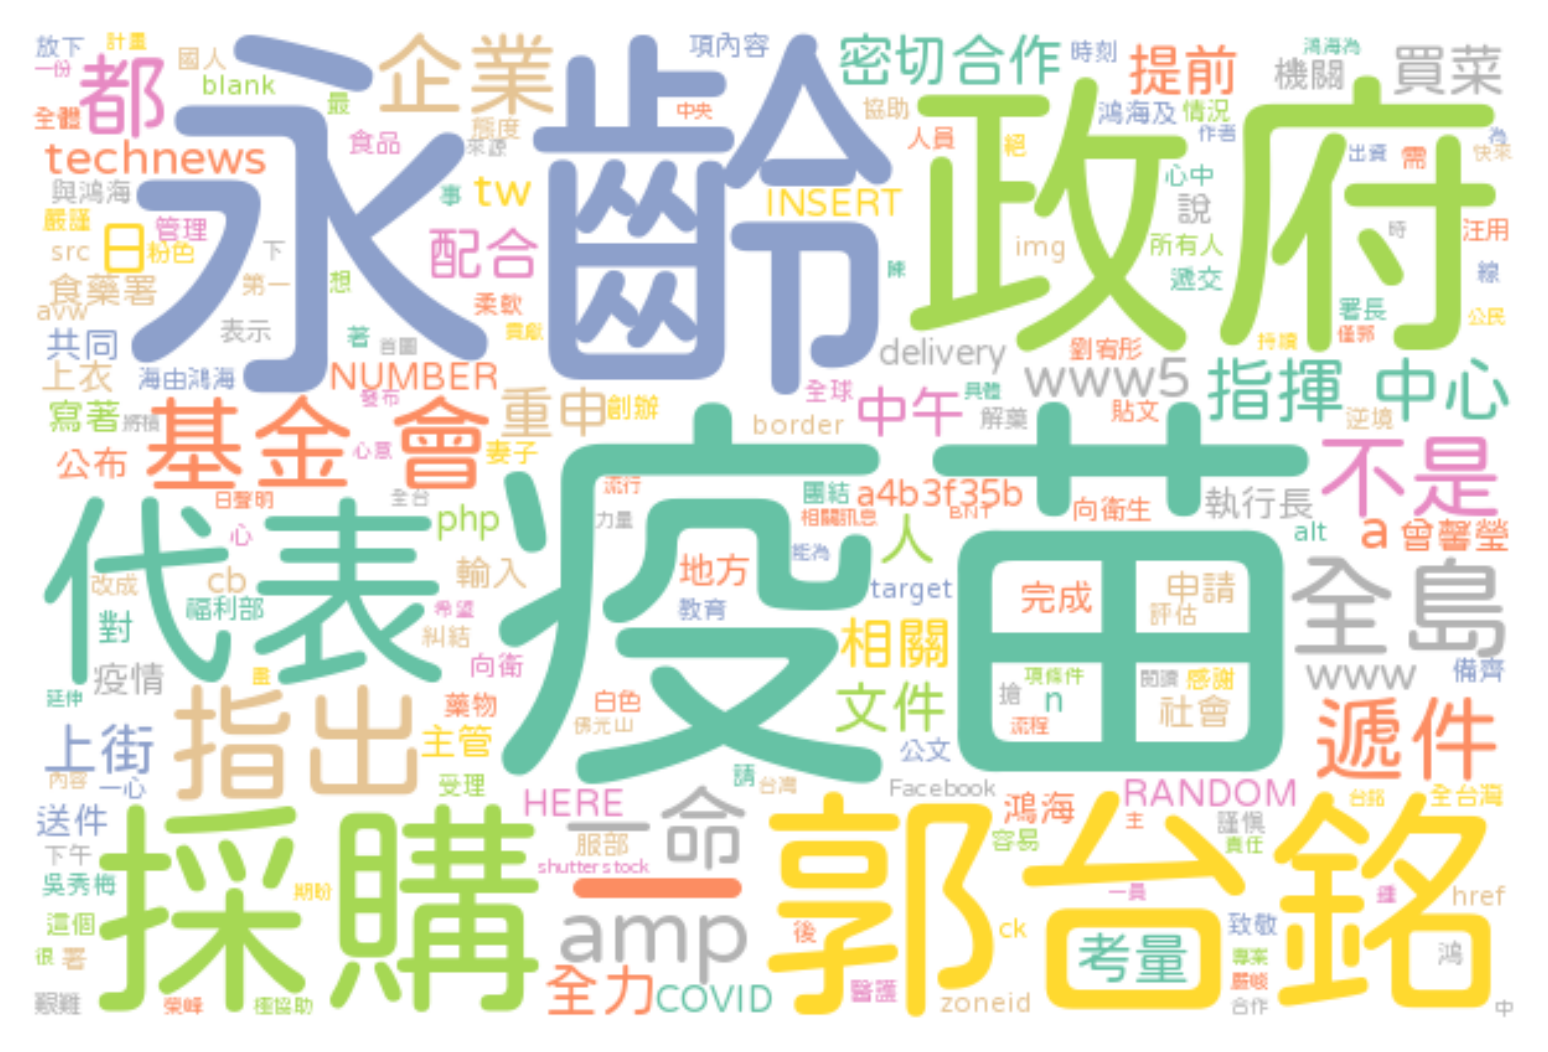 放下 計畫 國人 企業 項內容 密切合作 時刻 提前 鴻海為 機關 買菜
一份 都 blank 永齡 最 中央 協助 政府 鴻海及 情況
全體 食品 態度 來源 人員 絕 作者 出資 需 為 快來
technews 與鴻海 事 tw INSERT 心中 說
嚴謹 管理 日 粉色 配合 img 所有人 時 汪用
src 下 陳 遞交 線
食藥署 第一 想 柔軟 署長
avw 表示 著 首圖 貢獻 持續 僅郭 公民
共同 delivery 劉宥彤
上衣 海由鴻海 NUMBER 全球 www5 指揮 中心
寫著 將積 發布 重申 創辦 border 中午 具體 解藥 貼文 逆境
公布 基金會 心意 妻子 不是
日聲明 全台 流行 疫苗 團結 a4b3f35b 執行長
代表 心 php 力量 相關訊息 BNT 向衛生 人 alt a 曾馨瑩
改成 cb 輸入 地方 能為 target 完成 申請 全島
福利部 希望 教育 評估
對 糾結 相關
疫情 向衛 項條件 閱讀 感謝 www 備齊
延伸 畫 藥物 白色 文件 搶 n 社會
上街 指出 主管 佛光山 公文 流程 遞件
內容 一心 受理 請 台灣 Facebook
送件 HERE 一命 鴻海 RANDOM 台銘 全台灣
下午 採購 服部 郭台銘 容易 主 謹慎 責任
吳秀梅 shutterstock
期盼 一 一員 href
這個 amp 後 ck 考量 致敬
很 署 專業 鴻
全力 COVID 醫護 嚴峻
艱難 榮峰 極協助 zoneid 合作 中